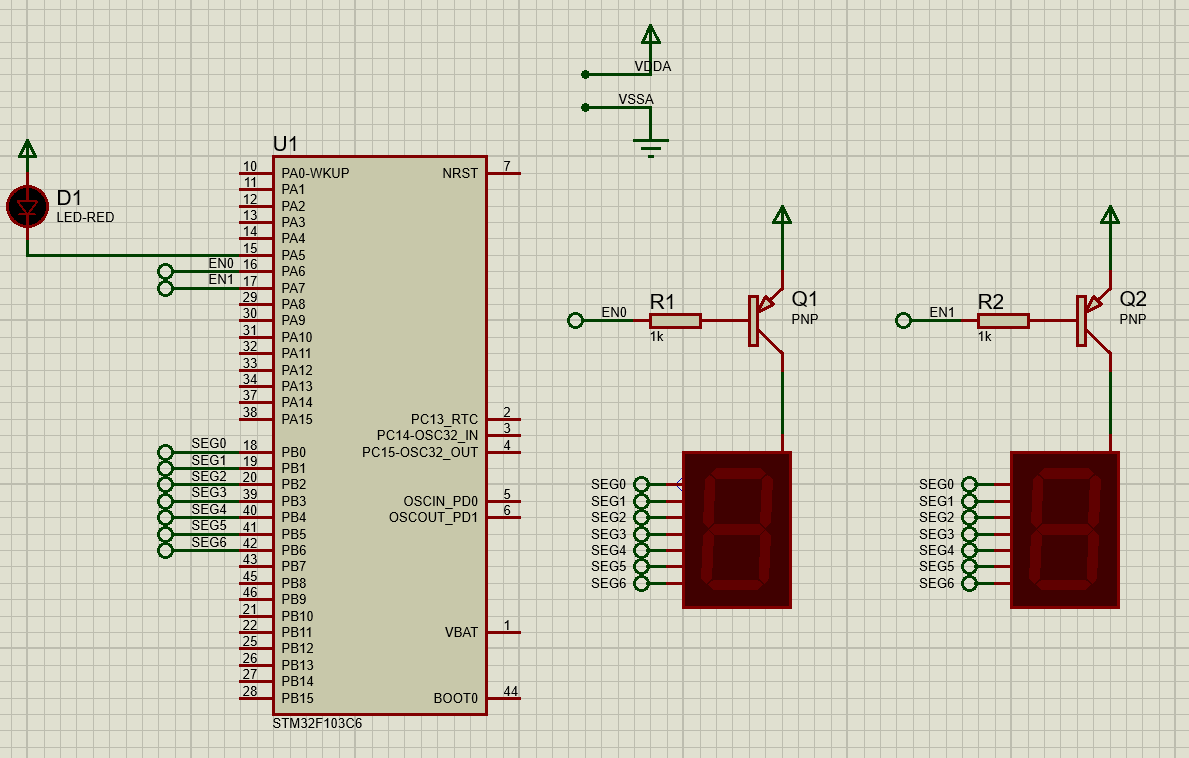 VDDA
VSSA
U1
D1
LED-RED
10 PA0-WKUP NRST 7
11 PA1
12 PA2
13 PA3
14 PA4
15 PA5
EN0 16 PA6
EN1 17 PA7
29 PA8
30 PA9
31 PA10
32 PA11
33 PA12
34 PA13
37 PA14
38 PA15 PC13_RTC 2
PC14-OSC32_IN 3
SEG0 18 PB0 PC15-OSC32_OUT 4
SEG1 19 PB1
SEG2 20 PB2
SEG3 39 PB3 OSCIN_PD0 5
SEG4 40 PB4 OSCOUT_PD1 6
SEG5 41 PB5
SEG6 42 PB6
43 PB7
45 PB8
46 PB9
21 PB10
22 PB11 VBAT 1
25 PB12
26 PB13
27 PB14
28 PB15 BOOT0 44
STM32F103C6
EN0
R1
1k
Q1
PNP
EN1
R2
1k
Q2
PNP
SEG0
SEG1
SEG2
SEG3
SEG4
SEG5
SEG6
SEG0
SEG1
SEG2
SEG3
SEG4
SEG5
SEG6